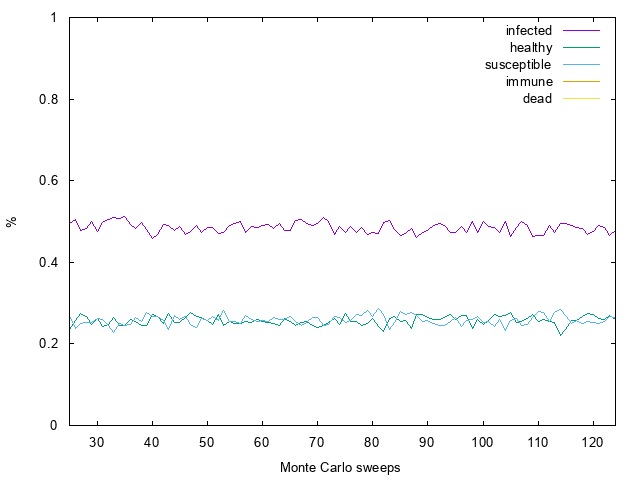 1
0.8
0.6
0.4
0.2
0
%
infected
healthy
susceptible
immune
dead
30 40 50 60 70 80 90 100 110 120
Monte Carlo sweeps